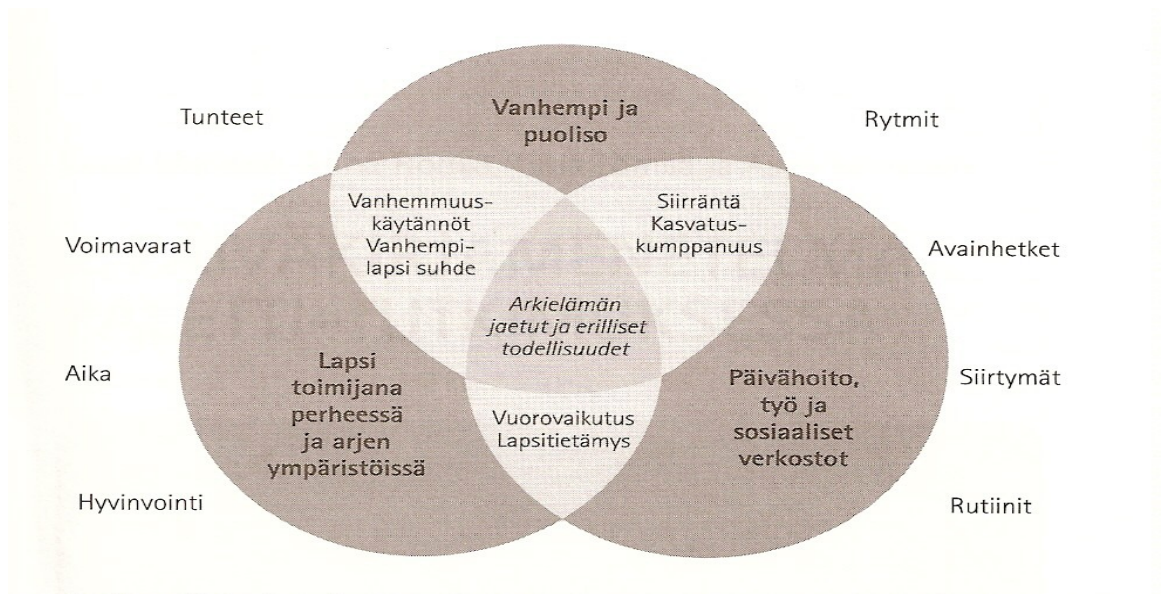 Vanhempi ja
puoliso
Tunteet
Rytmit
Vanhemmuus-
käytännöt
Vanhempi-
lapsi suhde
Siirräntä
Kasvatus-
kumppanuus
Voimavarat
Avainhetket
Arkielämän
jaetut ja erilliset
todellisuudet
Aika
Siirtymät
Lapsi
toimijana
perheessä
ja arjen
ympäristöissä
Päivähoito,
työ ja
sosiaaliset
verkostot
Vuorovaikutus
Lapsitietämys
Hyvinvointi
Rutiinit